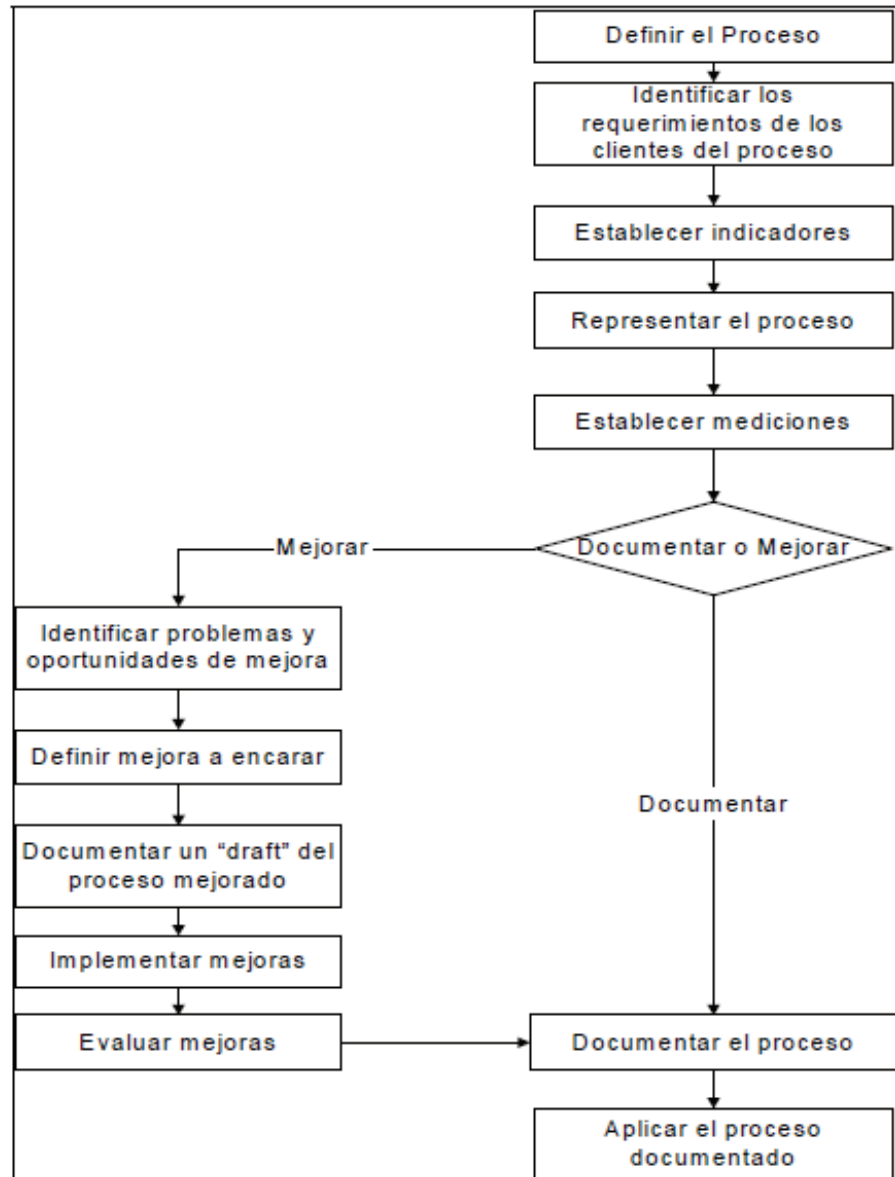 Definir el Proceso
Identificar los
requerimientos de los
clientes del proceso
Establecer indicadores
Representar el proceso
Establecer mediciones
Documentar o Mejorar
Mejorar
Identificar problemas y
oportunidades de mejora
Definir mejora a encarar
Documentar un “draft” del
proceso mejorado
Implementar mejoras
Evaluar mejoras
Documentar
Documentar el proceso
Aplicar el proceso
documentado